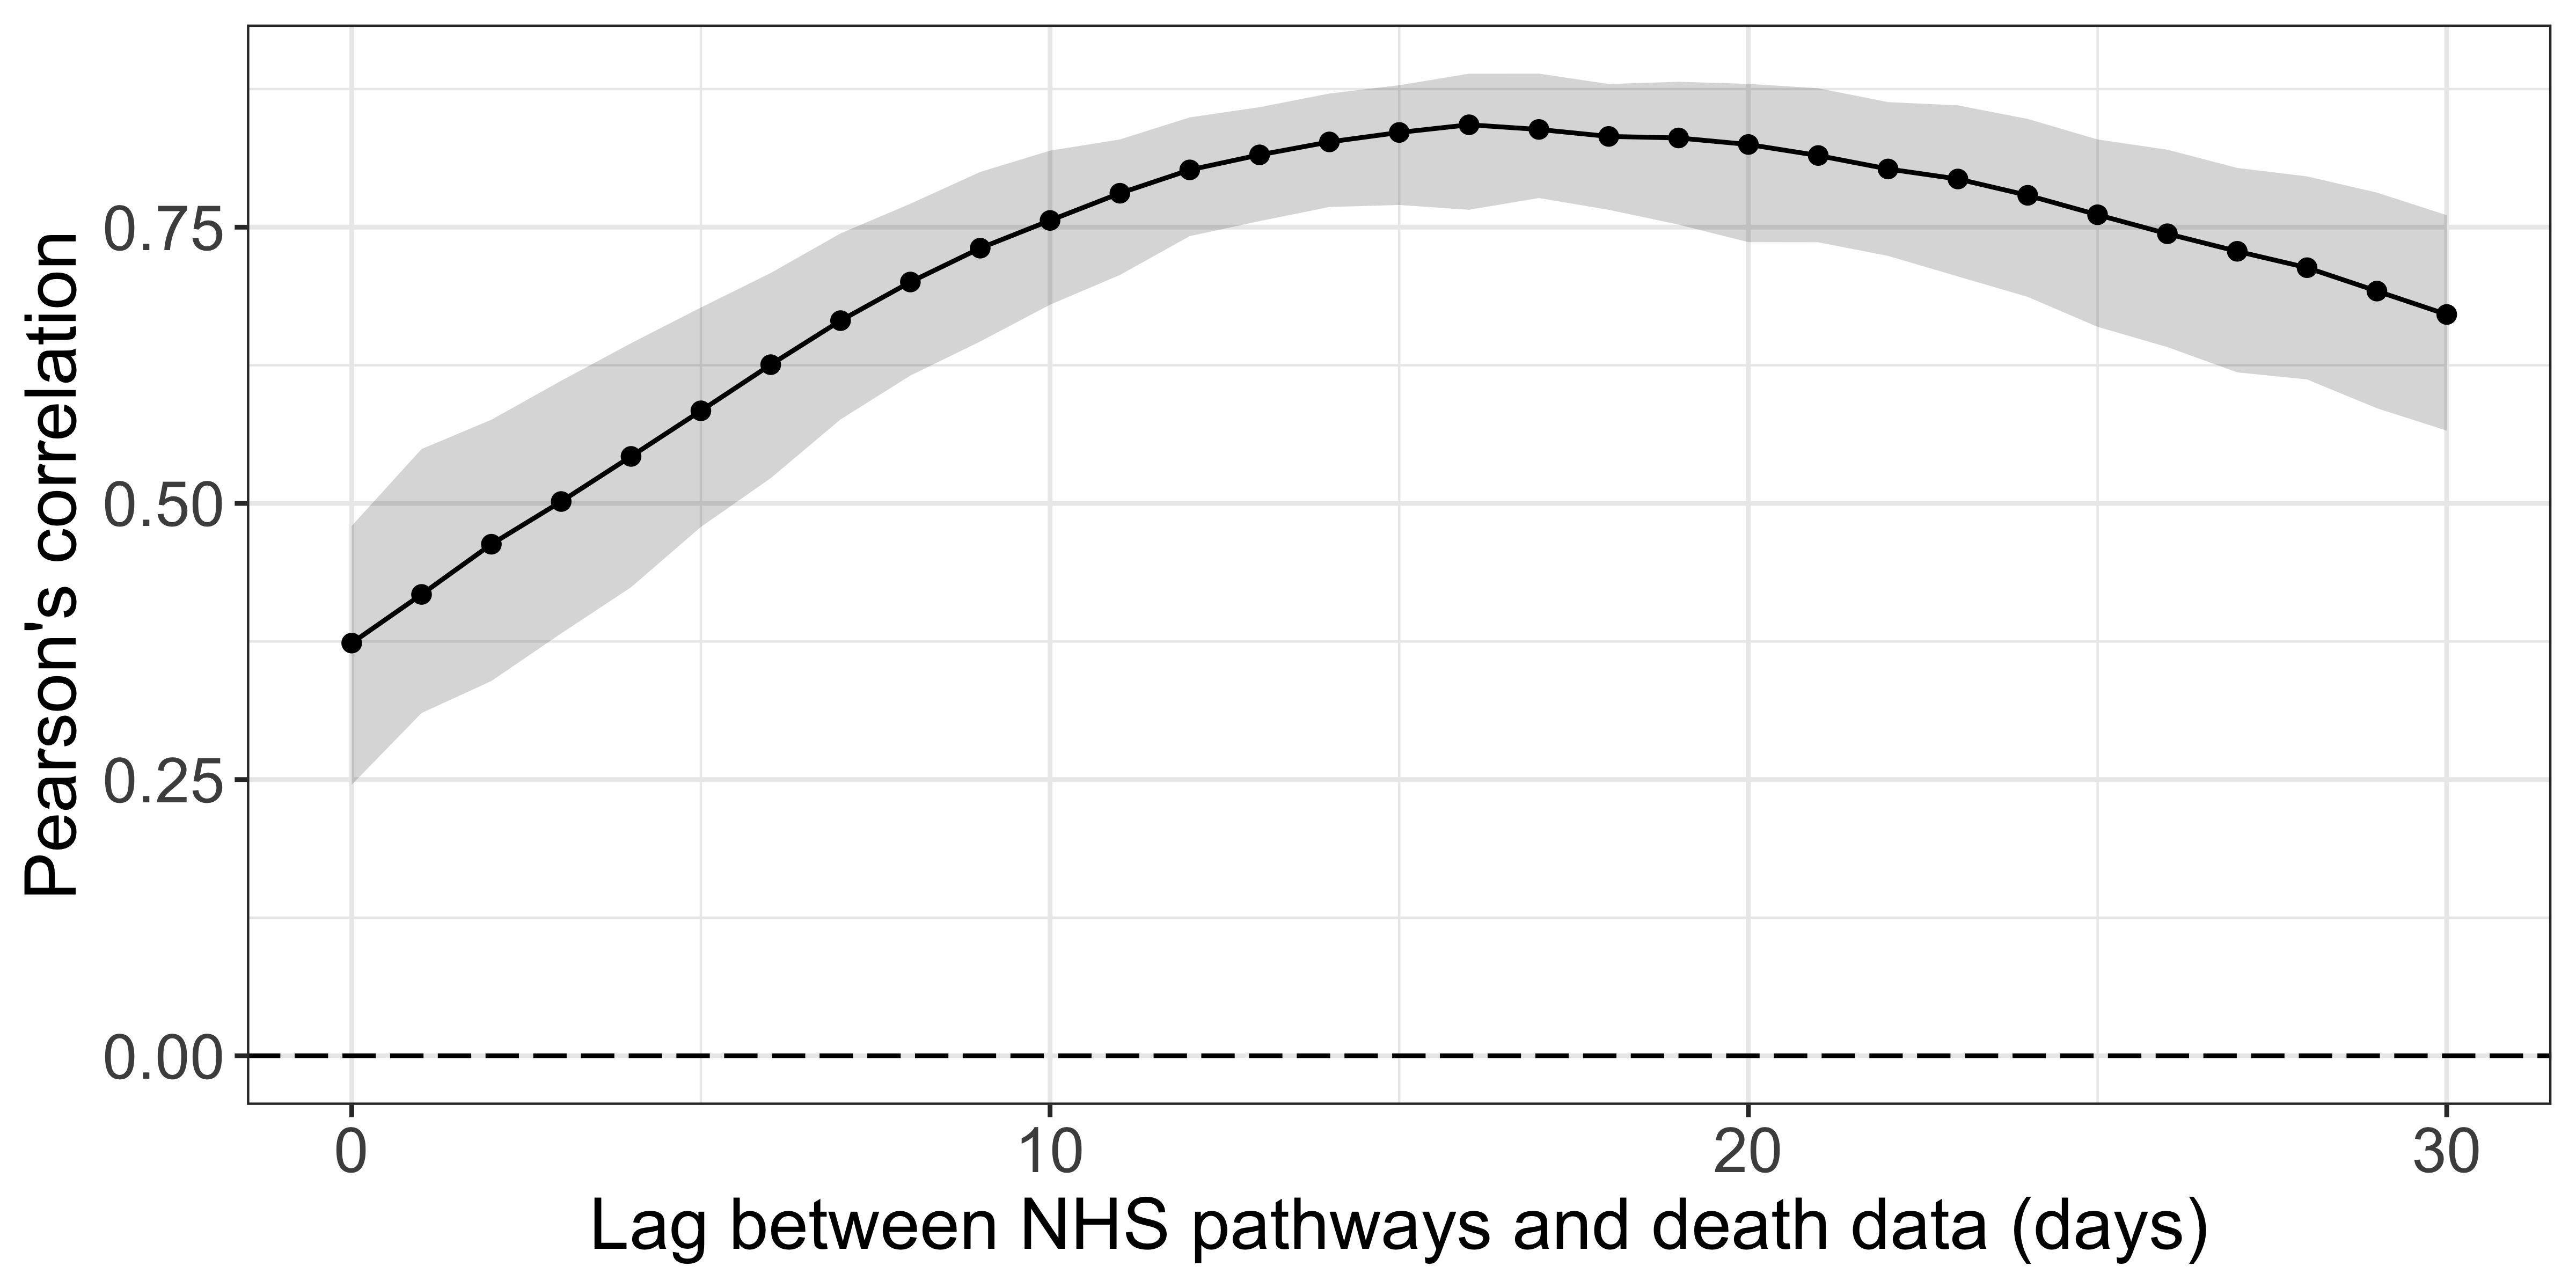 Pearson's correlation
0.75
0.50
0.25
0.00
0 10 20 30
Lag between NHS pathways and death data (days)